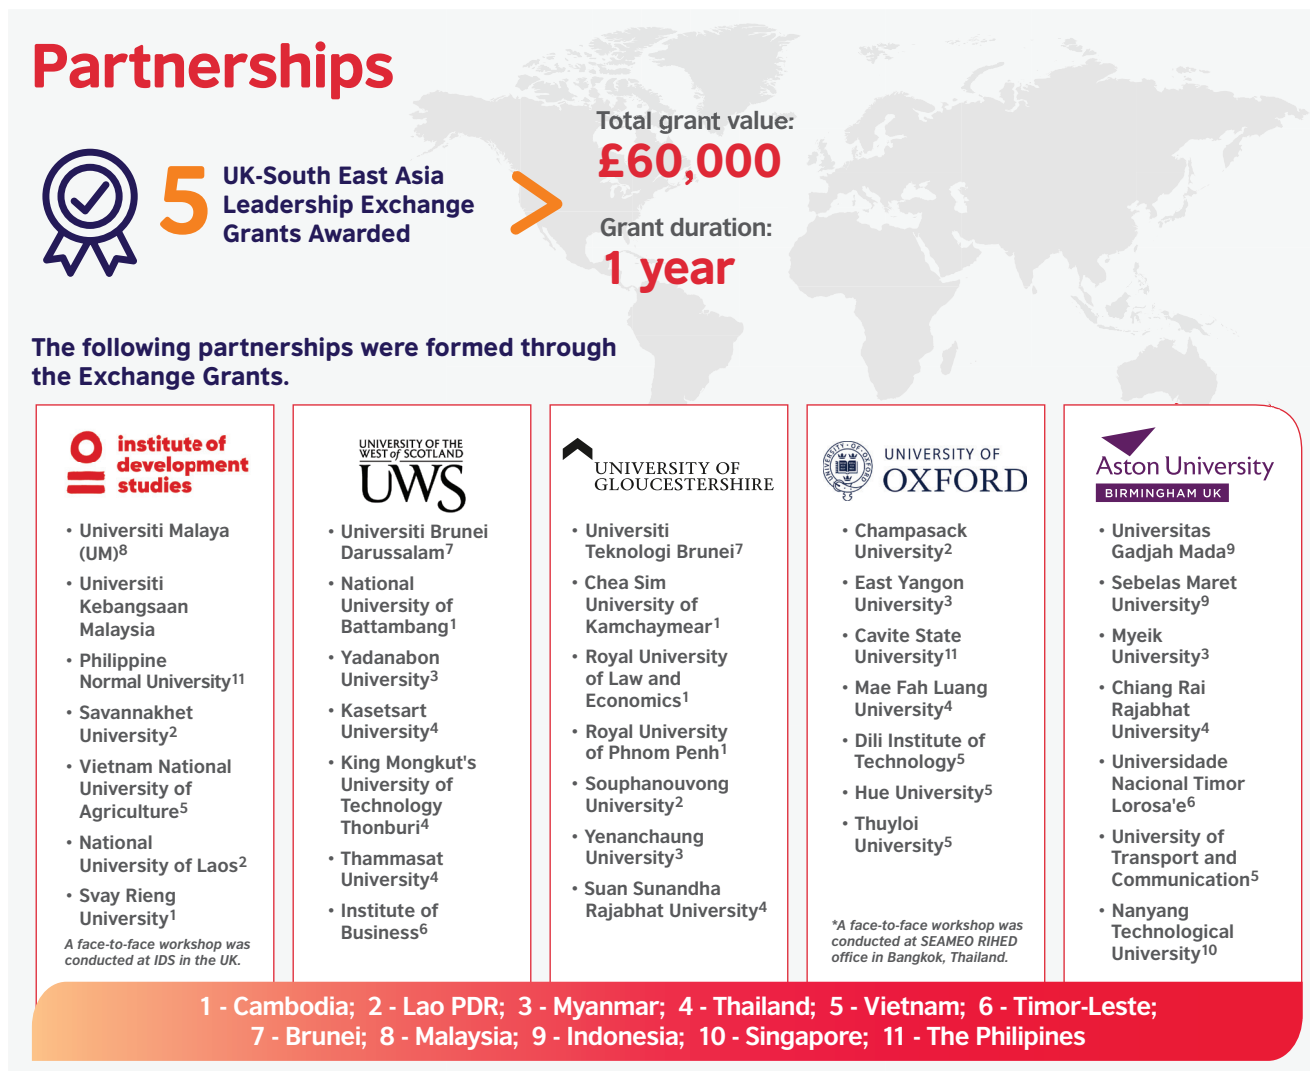 Partnerships
5
UK-South East Asia
Leadership Exchange
Grants Awarded
Total grant value:
£60,000
Grant duration:
1 year
The following partnerships were formed through
the Exchange Grants.
institute of
development
studies
• Universiti Malaya
(UM)8
• Universiti
Kebangsaan
Malaysia
• Philippine
Normal University11
• Savannakhet
University2
• Vietnam National
University of
Agriculture5
• National
University of Laos2
• Svay Rieng
University1
A face-to-face workshop was
conducted at IDS in the UK.
UNIVERSITY OF THE
WEST of SCOTLAND
UWS
• Universiti Brunei
Darussalam7
• National
University of
Battambang1
• Yadanabon
University3
• Kasetsart
University4
• King Mongkut's
University of
Technology
Thonburi4
• Thammasat
University4
• Institute of
Business6
UNIVERSITY OF
GLOUCESTERSHIRE
• Universiti
Teknologi Brunei7
• Chea Sim
University of
Kamchaymear1
• Royal University
of Law and
Economics1
• Royal University
of Phnom Penh1
• Souphanouvong
University2
• Yenanchaung
University3
• Suan Sunandha
Rajabhat University4
UNIVERSITY OF OXFORD
UNIVERSITY OF
OXFORD
• Champasack
University2
• East Yangon
University3
• Cavite State
University11
• Mae Fah Luang
University4
• Dili Institute of
Technology5
• Hue University5
• Thuyloi
University5
*A face-to-face workshop was
conducted at SEAMEO RIHED
office in Bangkok, Thailand.
Aston University
BIRMINGHAM UK
• Universitas
Gadjah Mada9
• Sebelas Maret
University9
• Myeik
University3
• Chiang Rai
Rajabhat
University4
• Universidade
Nacional Timor
Lorosa'e6
• University of
Transport and
Communication5
• Nanyang
Technological
University10
1 - Cambodia; 2 - Lao PDR; 3 - Myanmar; 4 - Thailand; 5 - Vietnam; 6 - Timor-Leste;
7 - Brunei; 8 - Malaysia; 9 - Indonesia; 10 - Singapore; 11 - The Philipines